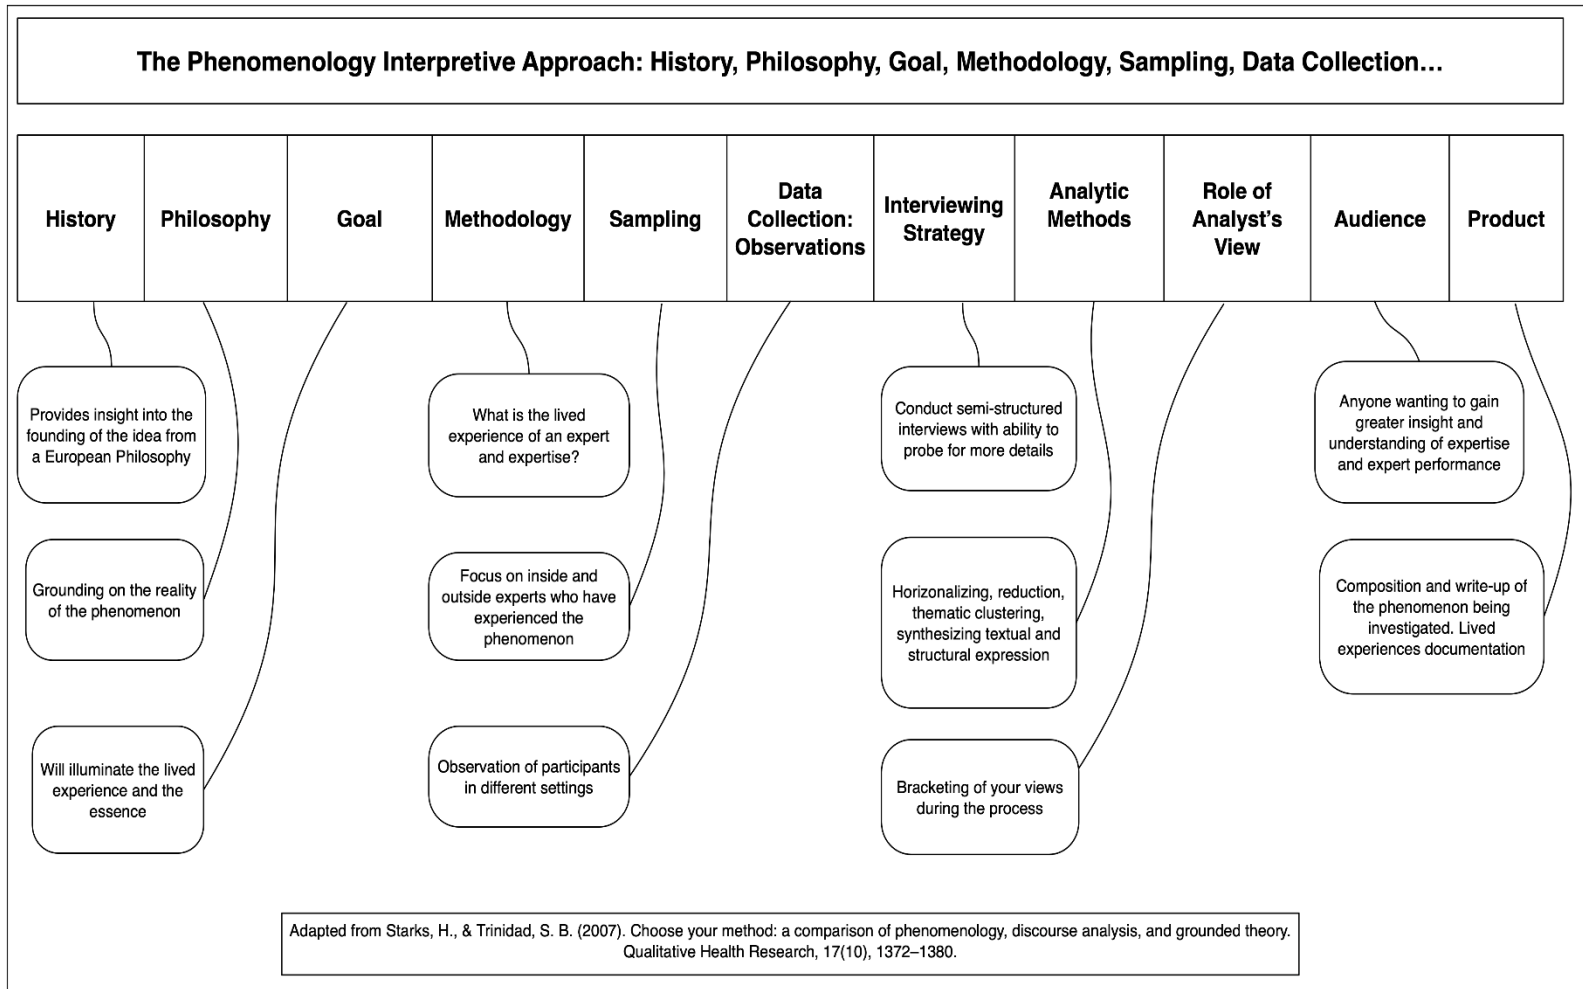 The Phenomenology Interpretive Approach: History, Philosophy, Goal, Methodology, Sampling, Data Collection...
History
Philosophy
Goal
Methodology
Sampling
Data
Collection:
Observations
Interviewing
Strategy
Analytic
Methods
Role of
Analyst's
View
Audience
Product
Provides insight into the
founding of the idea from
a European Philosophy
Grounding on the reality
of the phenomenon
Will illuminate the lived
experience and the
essence
What is the lived
experience of an expert
and expertise?
Focus on inside and
outside experts who have
experienced the
phenomenon
Observation of participants
in different settings
Conduct semi-structured
interviews with ability to
probe for more details
Horizonalizing, reduction,
thematic clustering,
synthesizing textual and
structural expression
Bracketing of your views
during the process
Anyone wanting to gain
greater insight and
understanding of expertise
and expert performance
Composition and write-up of
the phenomenon being
investigated. Lived
experiences documentation
Adapted from Starks, H., & Trinidad, S. B. (2007). Choose your method: a comparison of phenomenology, discourse analysis, and grounded theory.
Qualitative Health Research, 17(10), 1372–1380.